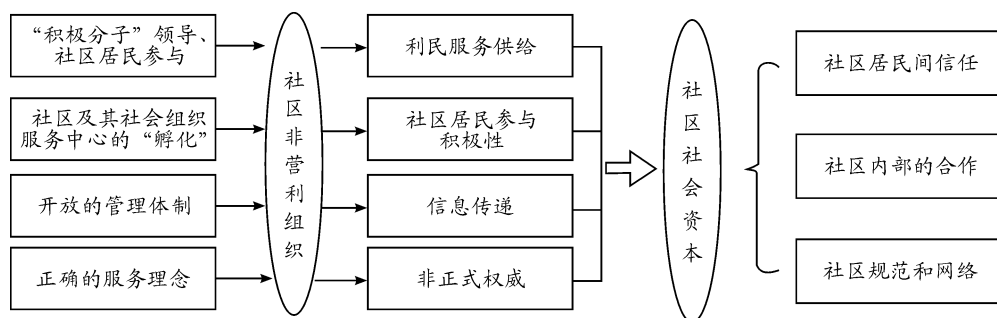 “积极分子”领导、
社区居民参与
社区及其社会组织
服务中心的“孵化”
开放的管理体制
正确的服务理念
社区非营利组织
利民服务供给
社区居民参与
积极性
信息传递
非正式权威
社区社会资本
社区居民间信任
社区内部的合作
社区规范和网络